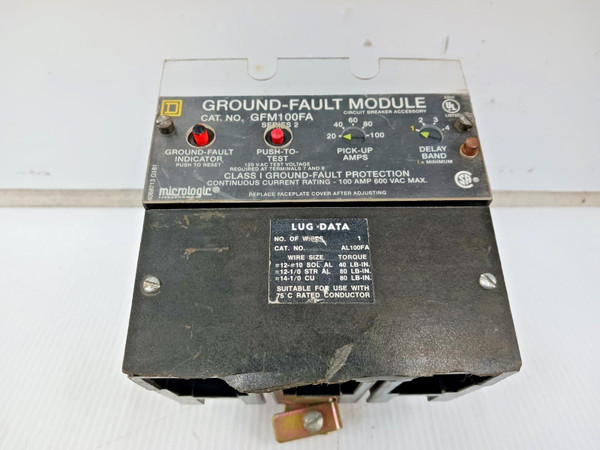 GROUND-FAULT MODULE
CIRCUIT BREAKER ACCESSORY
CAT. NO. GFM100FA
SERIES 2
UL
LISTED
D
20 40 60 80 100
1 2 3
GROUND-FAULT
INDICATOR
PUSH TO RESET
PUSH-TO-
TEST
PICK-UP
AMPS
DELAY
BAND
1 = MINIMUM
120 VAC TEST VOLTAGE
REQUIRED AT TERMINALS 7 AND 9
CLASS I GROUND-FAULT PROTECTION
CONTINUOUS CURRENT RATING - 100 AMP 600 VAC MAX.
micrologic
REPLACE FACEPLATE COVER AFTER ADJUSTING
LUG DATA
NO. OF WIRES 1
CAT. NO. AL100FA
WIRE SIZE TORQUE
#12-#10 SOL AL 40 LB-IN.
#12-1/0 STR AL 80 LB-IN.
#14-1/0 CU 80 LB-IN.
SUITABLE FOR USE WITH
75°C RATED CONDUCTOR